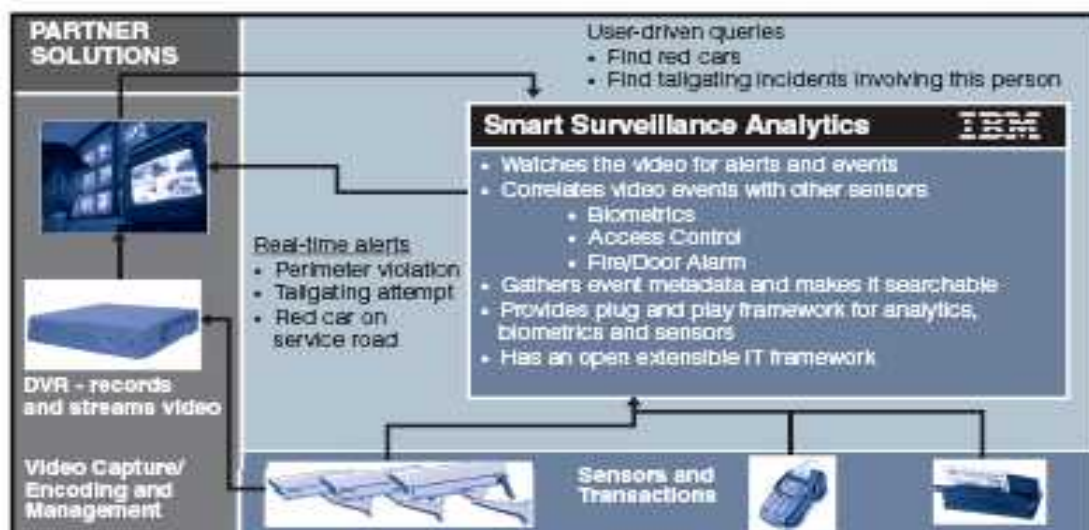 PARTNER
SOLUTIONS
User-driven queries
• Find red cars
• Find tailgating incidents involving this person
Smart Surveillance Analytics IBM
• Watches the video for alerts and events
• Correlates video events with other sensors
• Biometrics
• Access Control
• Fire/Door Alarm
• Gathers event metadata and makes it searchable
• Provides plug and play framework for analytics,
biometrics and sensors
• Has an open extensible IT framework
Real-time alerts
• Perimeter violation
• Tailgating attempt
• Red car on
service road
DVR - records
and streams video
Video Capture/
Encoding and
Management
Sensors and
Transactions